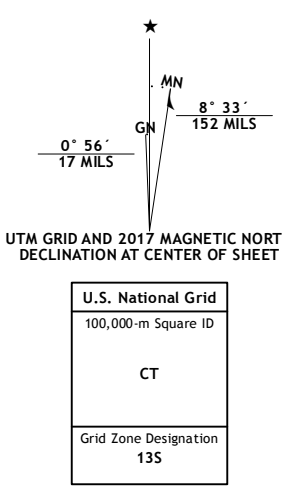 ★
MN
GN
8° 33´
152 MILS
0° 56´
17 MILS
UTM GRID AND 2017 MAGNETIC NORT
DECLINATION AT CENTER OF SHEET
U.S. National Grid
100,000-m Square ID
CT
Grid Zone Designation
13S